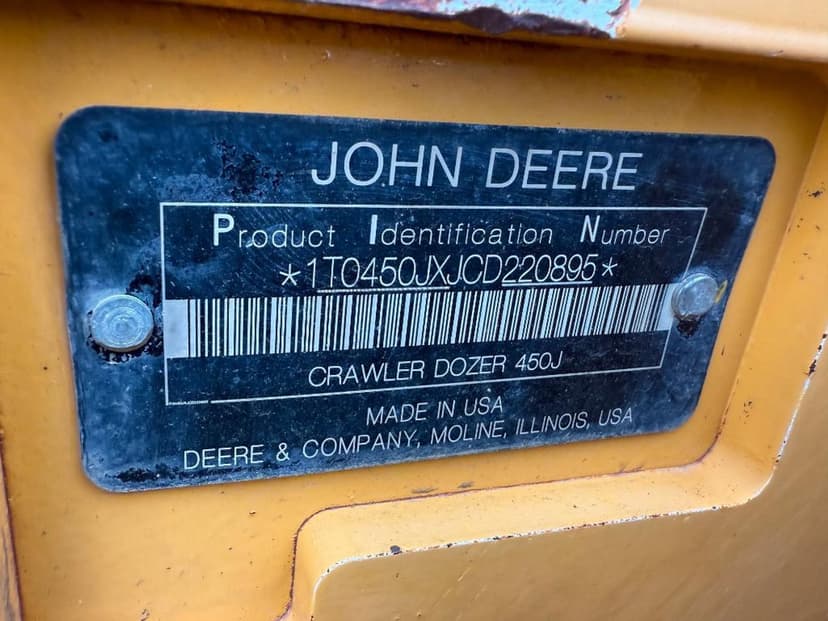 JOHN DEERE
Product Identification Number
*1T0450JXJCD220895*
CRAWLER DOZER 450J
MADE IN USA
DEERE & COMPANY, MOLINE, ILLINOIS, USA